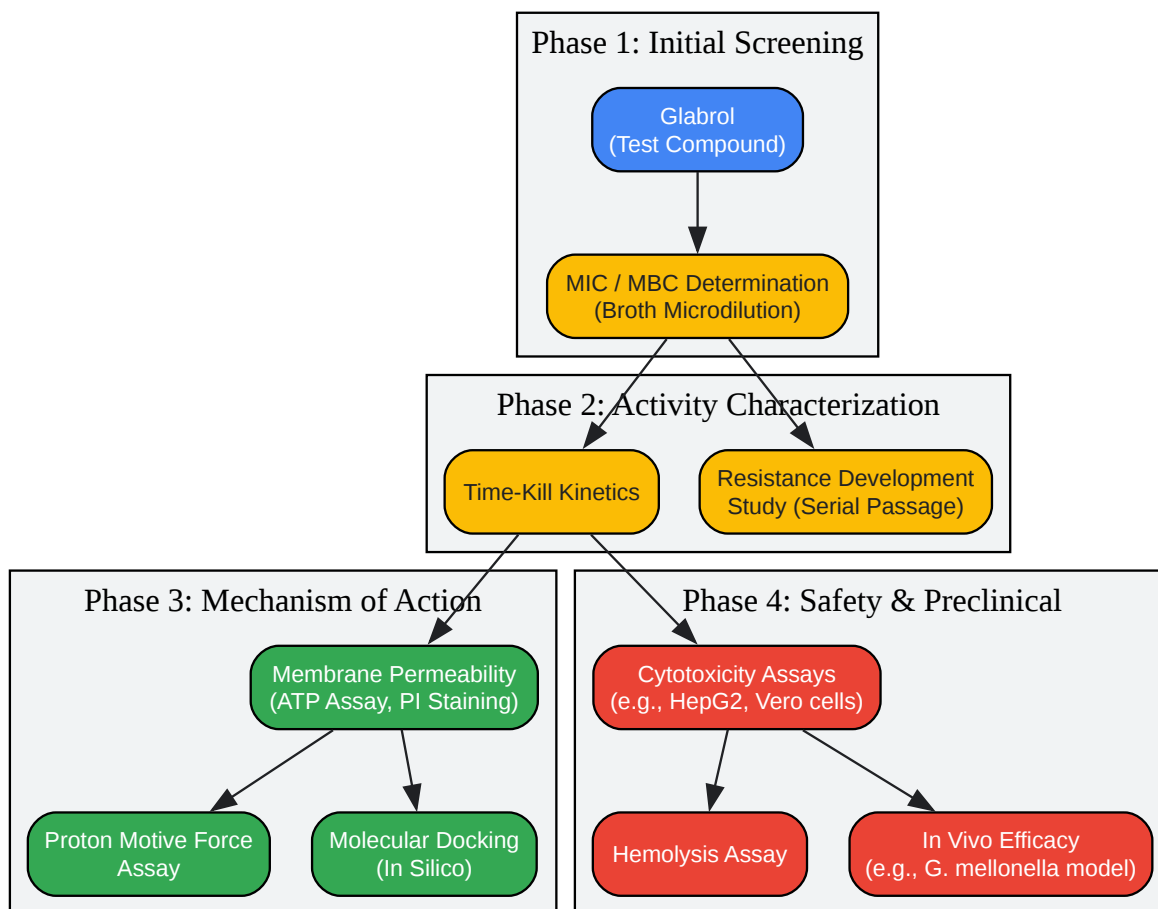 Phase 1: Initial Screening
Glabrol
(Test Compound)
MIC / MBC Determination
(Broth Microdilution)
Phase 2: Activity Characterization
Time-Kill Kinetics
Resistance Development
Study (Serial Passage)
Phase 3: Mechanism of Action
Membrane Permeability
(ATP Assay, PI Staining)
Proton Motive Force
Assay
Molecular Docking
(In Silico)
Phase 4: Safety & Preclinical
Cytotoxicity Assays
(e.g., HepG2, Vero cells)
Hemolysis Assay
In Vivo Efficacy
(e.g., G. mellonella model)